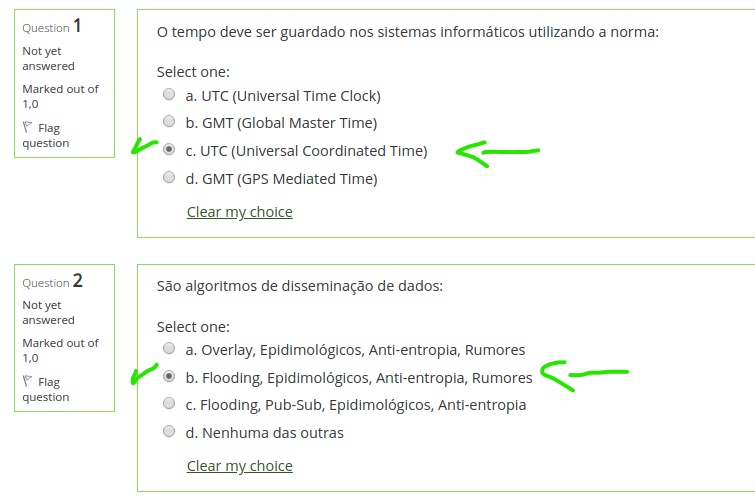 Question 1
Not yet
answered
Marked out of
1,0
Flag
question
O tempo deve ser guardado nos sistemas informáticos utilizando a norma:
Select one:
a. UTC (Universal Time Clock)
b. GMT (Global Master Time)
c. UTC (Universal Coordinated Time)
d. GMT (GPS Mediated Time)
Clear my choice
Question 2
Not yet
answered
Marked out of
1,0
Flag
question
São algoritmos de disseminação de dados:
Select one:
a. Overlay, Epidimológicos, Anti-entropia, Rumores
b. Flooding, Epidimológicos, Anti-entropia, Rumores
c. Flooding, Pub-Sub, Epidimológicos, Anti-entropia
d. Nenhuma das outras
Clear my choice